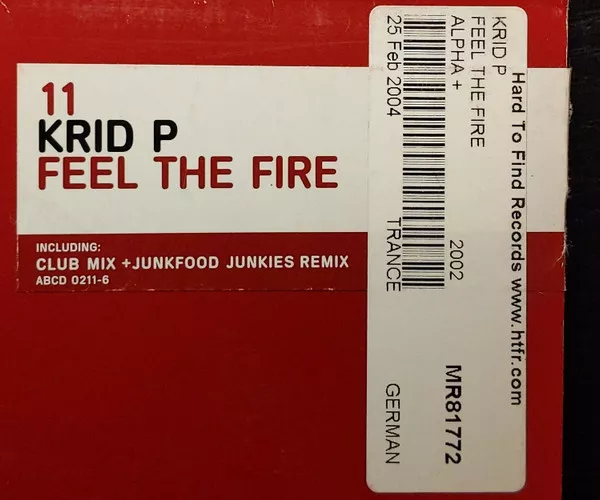 11
KRID P
FEEL THE FIRE
INCLUDING:
CLUB MIX +JUNKFOOD JUNKIES REMIX
ABCD 0211-6
Hard To Find Records www.htfr.com
KRID P
FEEL THE FIRE
2002
MR81772
ALPHA +
25 Feb 2004
TRANCE
GERMAN